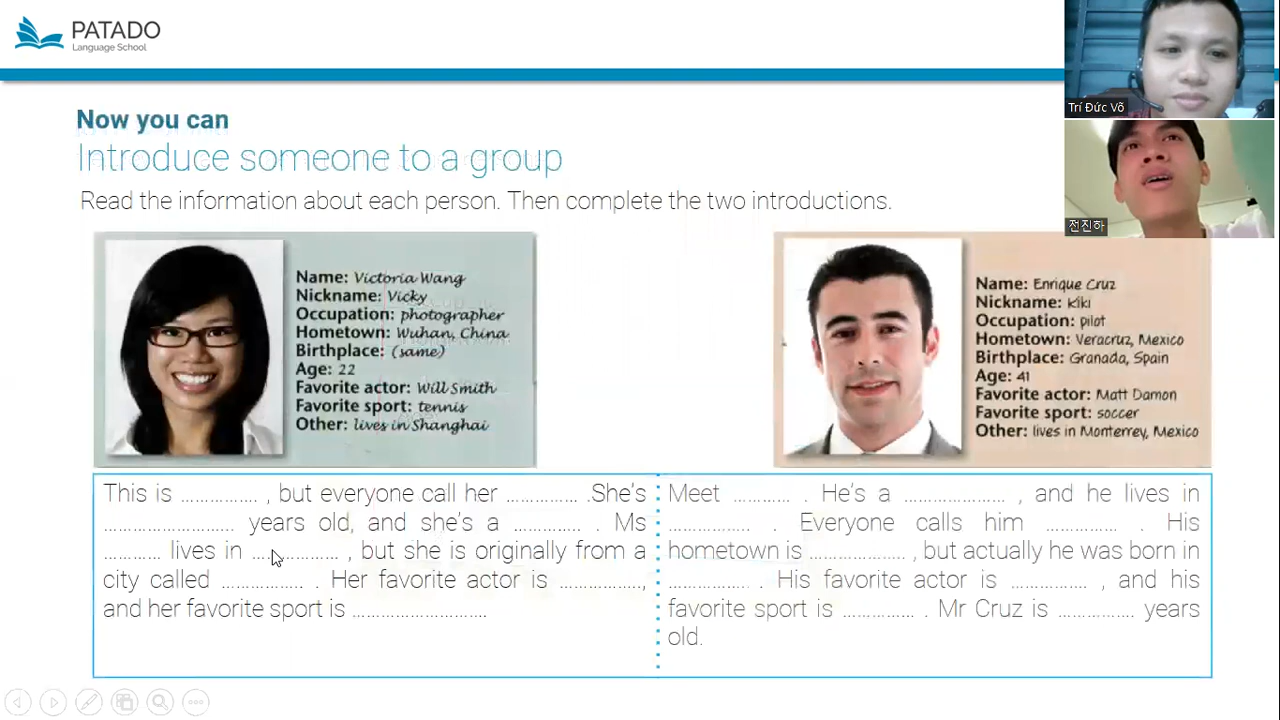 PATADO
Language School
Trí Đức Võ
전진하
Now you can
Introduce someone to a group
Read the information about each person. Then complete the two introductions.
Name: Victoria Wang
Nickname: Vicky
Occupation: photographer
Hometown: Wuhan, China
Birthplace: (same)
Age: 22
Favorite actor: Will Smith
Favorite sport: tennis
Other: lives in Shanghai
Name: Enrique Cruz
Nickname: Kiki
Occupation: pilot
Hometown: Veracruz, Mexico
Birthplace: Granada, Spain
Age: 41
Favorite actor: Matt Damon
Favorite sport: soccer
Other: lives in Monterrey, Mexico
This is ............... , but everyone call her .............. .She's
......................... years old, and she's a ............. . Ms
........... lives in ................. , but she is originally from a
city called ................ . Her favorite actor is ................,
and her favorite sport is ..........................
Meet ........... . He's a .................... , and he lives in
................ . Everyone calls him .............. . His
hometown is .................. , but actually he was born in
................ . His favorite actor is ............... , and his
favorite sport is .............. . Mr Cruz is ............... years
old.